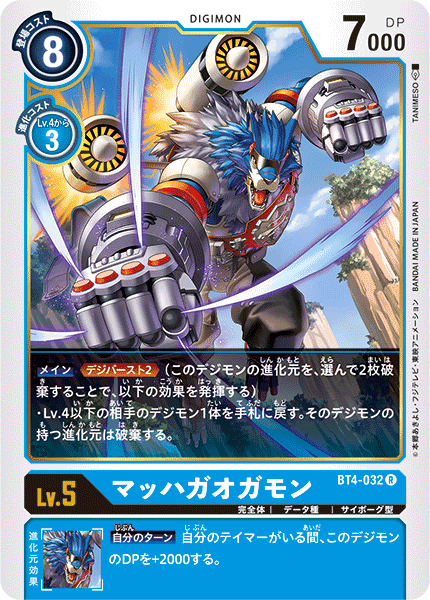 登場コスト
8
DIGIMON
7000
DP
進化コスト
Lv.4から
3
TANIMESO
© 本郷あきよし・フジテレビ・東映アニメーション BANDAI MADE IN JAPAN
メイン デジバースト2 (このデジモンの進化元を、選んで2枚破
棄することで、以下の効果を発揮する)
・Lv.4以下の相手のデジモン1体を手札に戻す。そのデジモンの
持つ進化元は破棄する。
Lv.5
マッハガオガモン
BT4-032 R
完全体 | データ種 | サイボーグ型
進化元効果
自分のターン 自分のテイマーがいる間、このデジモン
のDPを+2000する。